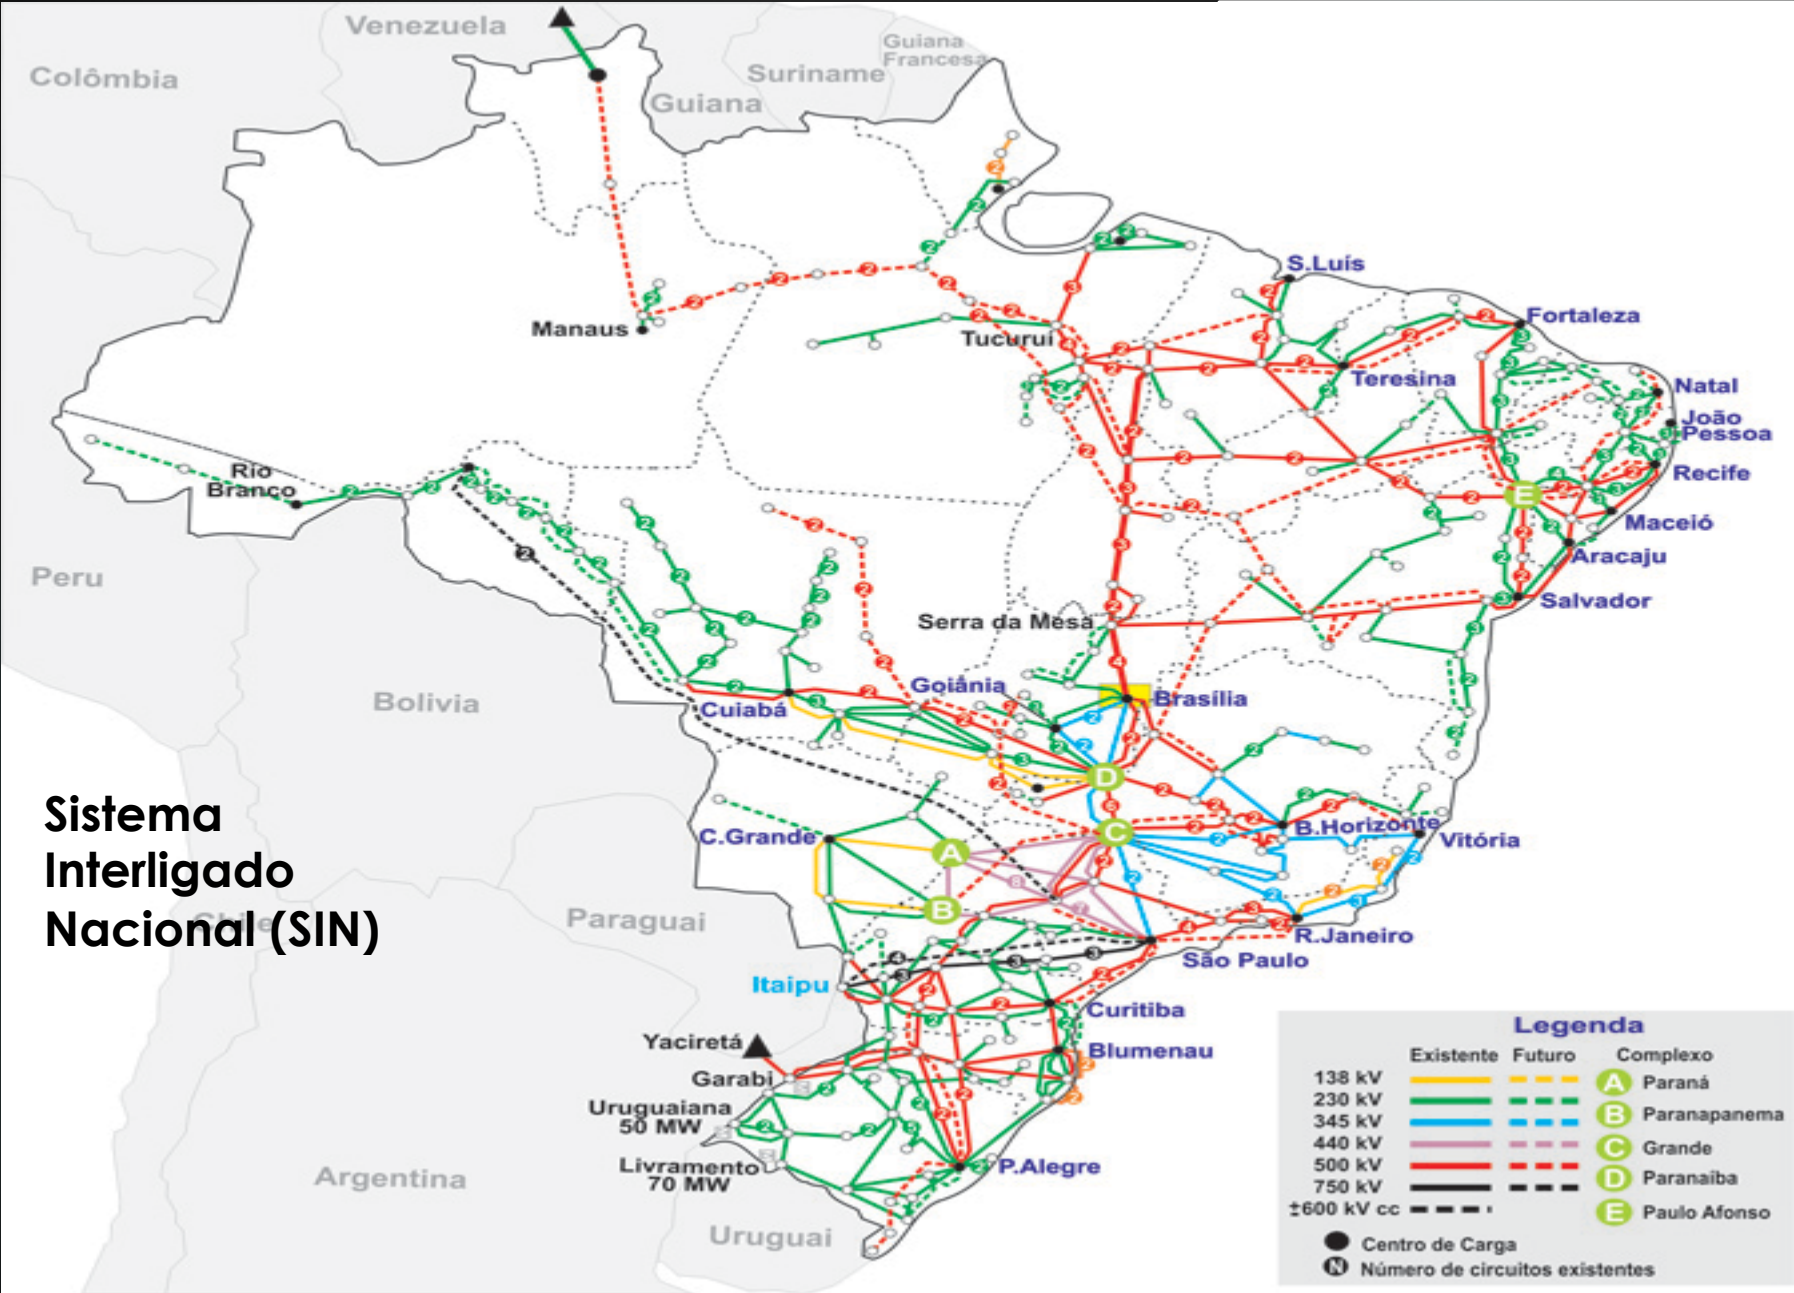 Venezuela
Colômbia
Guiana
Francesa
Suriname
Guiana
S.Luís
Manaus
Tucuruí
Fortaleza
Teresina
Natal
João
Pessoa
Rio
Branco
Recife
E
Maceió
Peru
Aracaju
Salvador
Serra da Mesa
Bolivia
Goiânia
Brasília
Cuiabá
D
Sistema
Interligado
Nacional (SIN)
C.Grande
C
B.Horizonte
Vitória
A
B
Chile
Paraguai
R.Janeiro
São Paulo
Itaipu
Curitiba
Yaciretá
Blumenau
Garabi
Uruguaiana
50 MW
Livramento
70 MW
P.Alegre
Argentina
Uruguai
Legenda
Existente Futuro Complexo
138 kV A Paraná
230 kV
345 kV B Paranapanema
440 kV C Grande
500 kV D Paranaíba
750 kV
±600 kV cc E Paulo Afonso
Centro de Carga
N Número de circuitos existentes